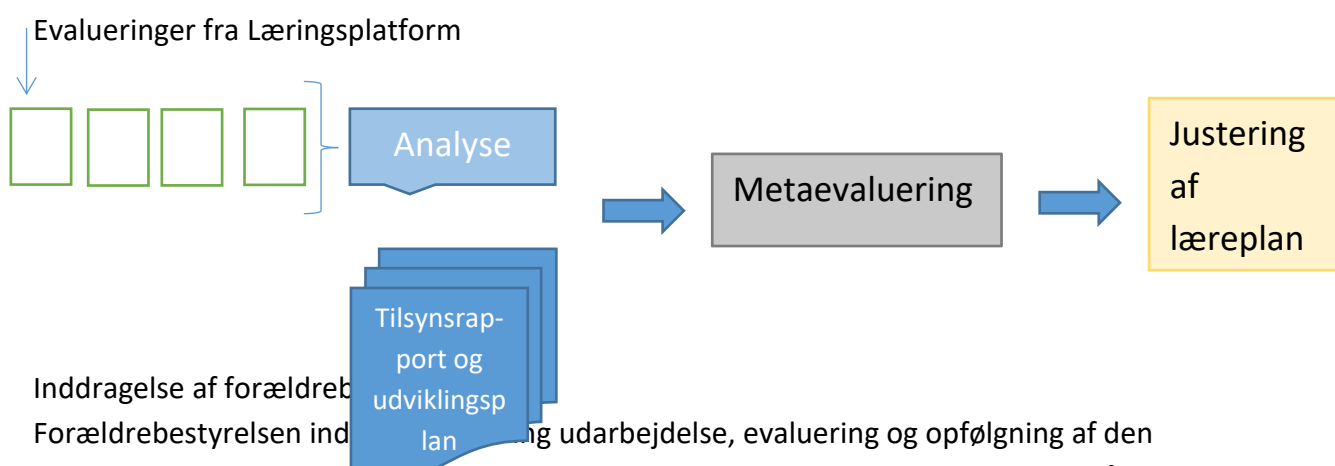 Evalueringer fra Læringsplatform
Analyse
Metaevaluering
Justering
af
læreplan
Tilsynsrap-
port og
udviklingsp
lan
Inddragelse af forældreb
Forældrebestyrelsen ind ng udarbejdelse, evaluering og opfølgning af den